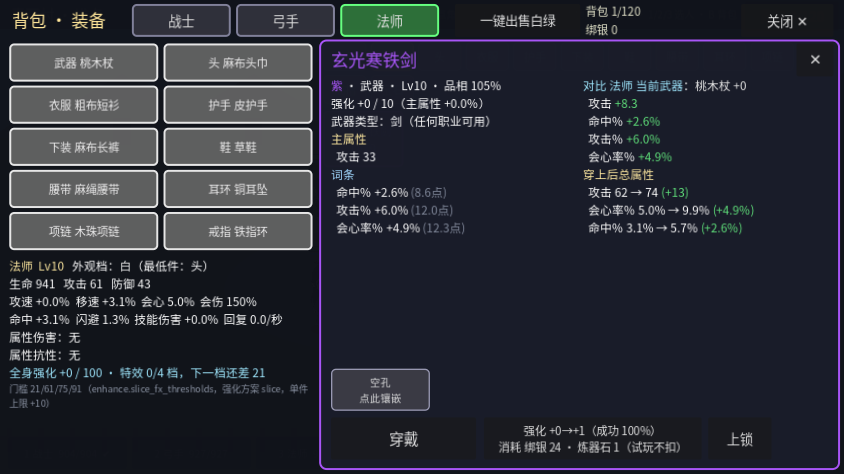 背包 · 装备
战士
弓手
法师
一键出售白绿
背包 1/120
绑银 0
关闭 ×
武器 桃木杖
头 麻布头巾
衣服 粗布短衫
护手 皮护手
下装 麻布长裤
鞋 草鞋
腰带 麻绳腰带
耳环 铜耳坠
项链 木珠项链
戒指 铁指环
法师 Lv10 外观档：白（最低件：头）
生命 941 攻击 61 防御 43
攻速 +0.0% 移速 +3.1% 会心 5.0% 会伤 150%
命中 +3.1% 闪避 1.3% 技能伤害 +0.0% 回复 0.0/秒
属性伤害：无
属性抗性：无
全身强化 +0 / 100 · 特效 0/4 档，下一档还差 21
门槛 21/61/75/91（enhance.slice_fx_thresholds，强化方案 slice，单件
上限 +10）
玄光寒铁剑
×
紫 · 武器 · Lv10 · 品相 105%
强化 +0 / 10（主属性 +0.0%）
武器类型：剑（任何职业可用）
主属性
攻击 33
词条
命中% +2.6% (8.6点)
攻击% +6.0% (12.0点)
会心率% +4.9% (12.3点)
对比 法师 当前武器：桃木杖 +0
攻击 +8.3
命中% +2.6%
攻击% +6.0%
会心率% +4.9%
穿上后总属性
攻击 62 → 74 (+13)
会心率% 5.0% → 9.9% (+4.9%)
命中% 3.1% → 5.7% (+2.6%)
空孔
点此镶嵌
穿戴
强化 +0→+1（成功 100%）
消耗 绑银 24 · 炼器石 1（试玩不扣）
上锁